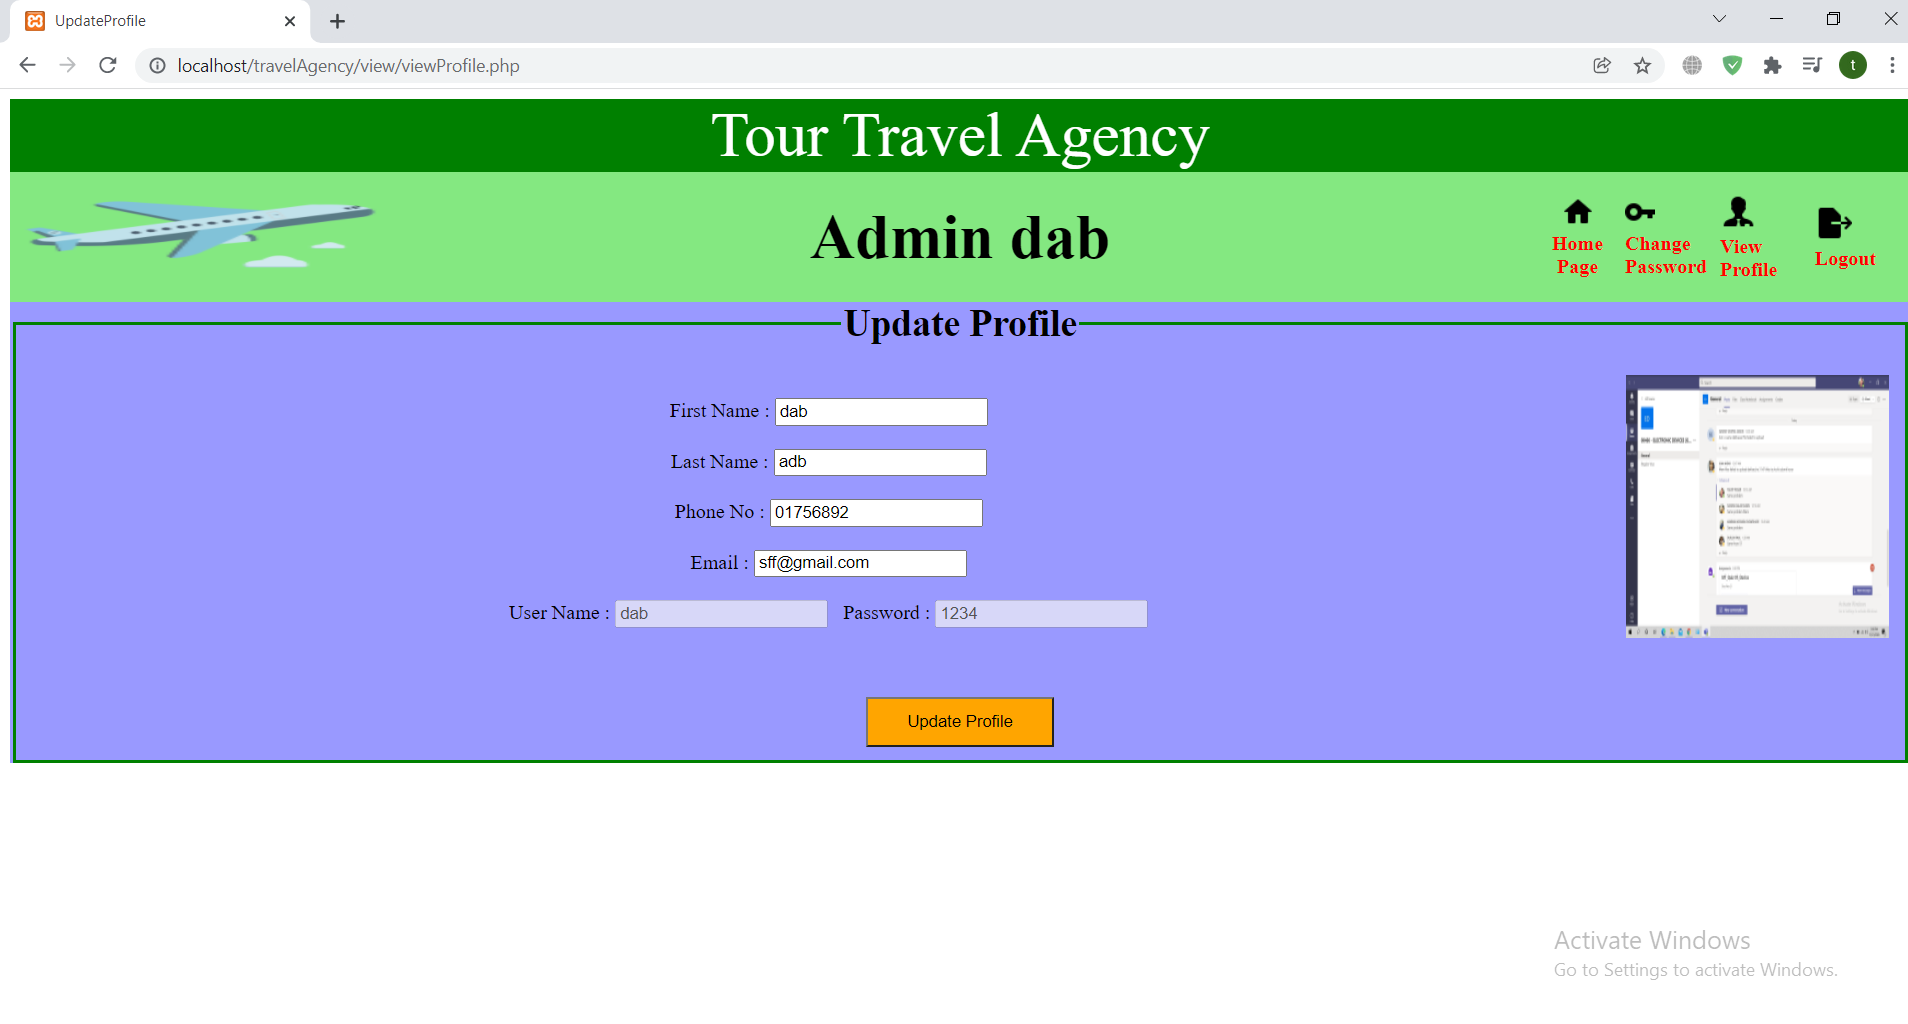 UpdateProfile
localhost/travelAgency/view/viewProfile.php
t
Tour Travel Agency
Admin dab
Home Page
Change Password
View Profile
Logout
Update Profile
First Name : dab
Last Name : adb
Phone No : 01756892
Email : sff@gmail.com
User Name : dab Password : 1234
Update Profile
Activate Windows
Go to Settings to activate Windows.